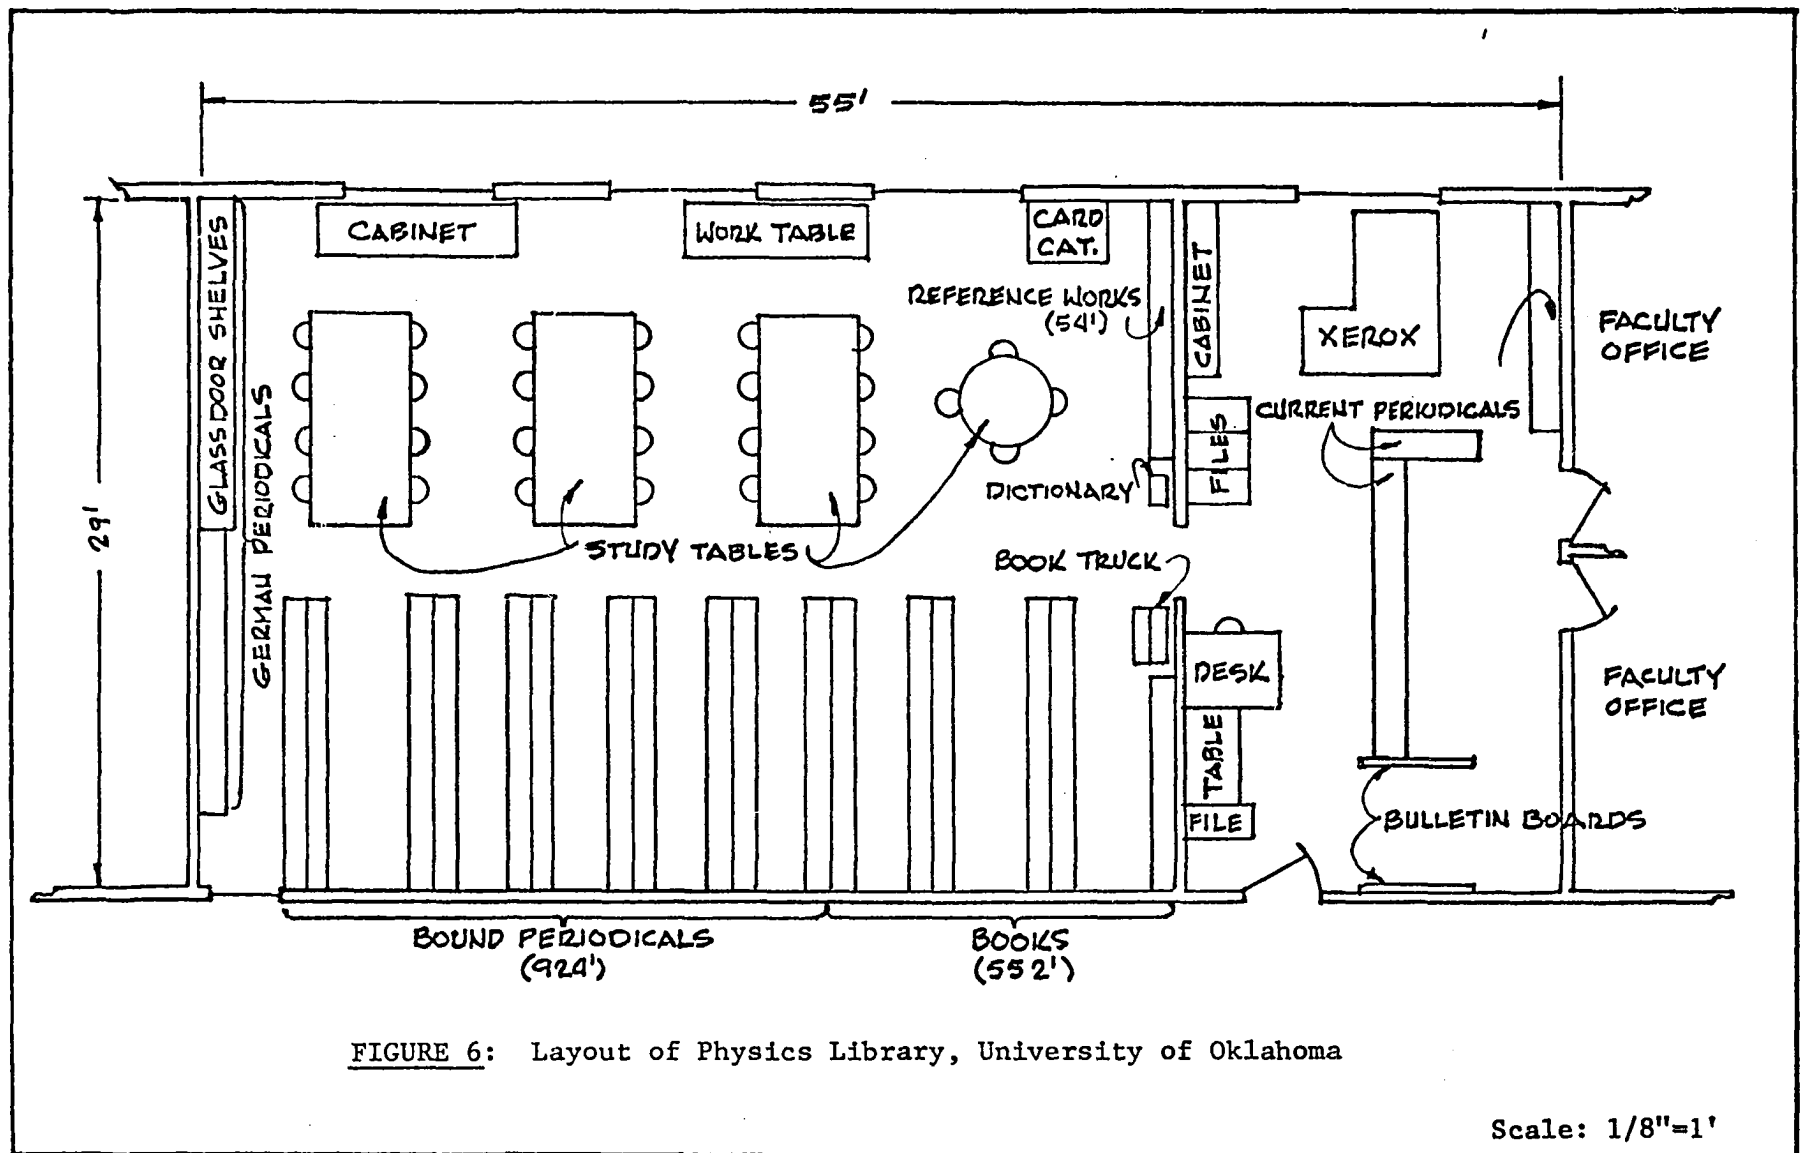 55'
CABINET
WORK TABLE
CARD
CAT.
REFERENCE WORKS
(54')
CABINET
XEROX
FACULTY
OFFICE
GLASS DOOR SHELVES
GERMAN PERIODICALS
29'
CURRENT PERIODICALS
FILES
DICTIONARY
STUDY TABLES
BOOK TRUCK
DESK
FACULTY
OFFICE
TABLE
FILE
BULLETIN BOARDS
BOUND PERIODICALS
(924')
BOOKS
(552')
FIGURE 6: Layout of Physics Library, University of Oklahoma
Scale: 1/8"=1'